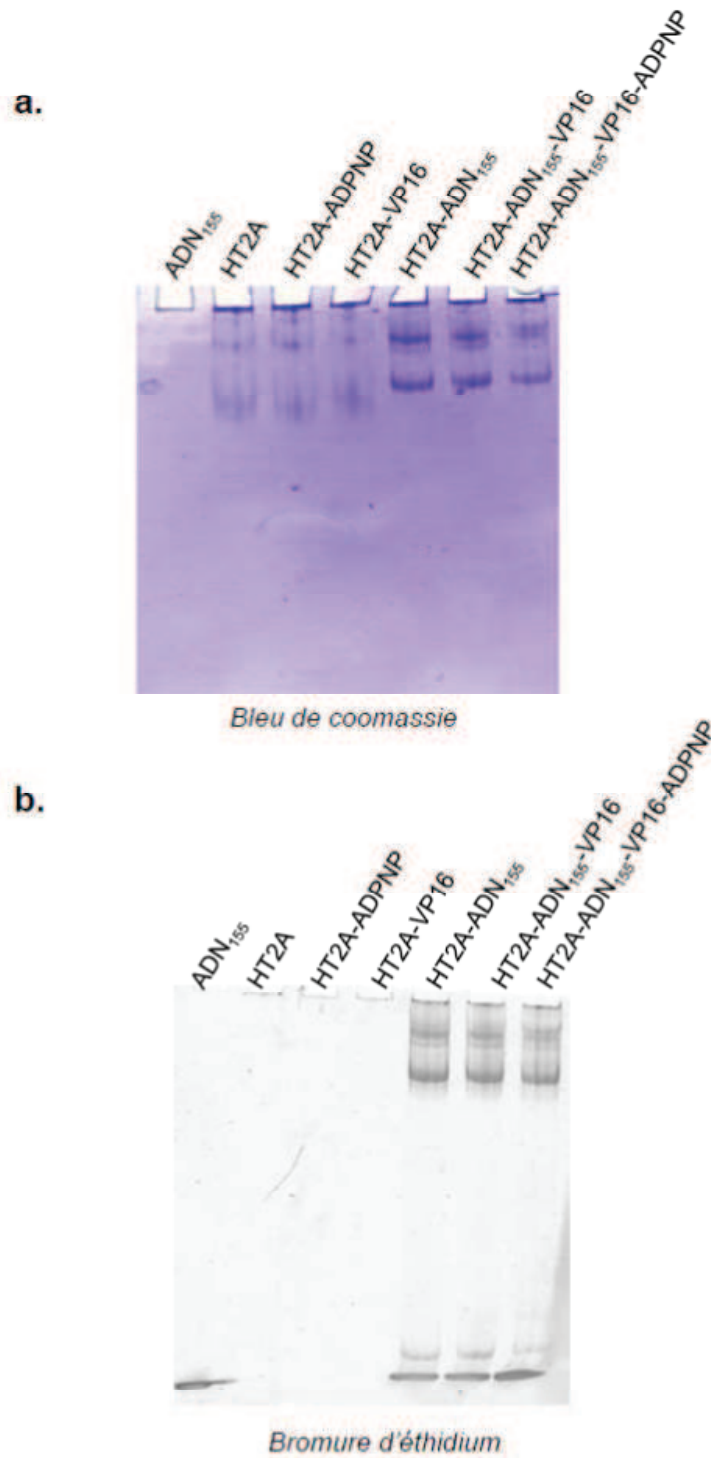 a.
ADN₁₅₅
HT2A
HT2A-ADPNP
HT2A-VP16
HT2A-ADN₁₅₅
HT2A-ADN₁₅₅-VP16
HT2A-ADN₁₅₅-VP16-ADPNP
Bleu de coomassie
b.
ADN₁₅₅
HT2A
HT2A-ADPNP
HT2A-VP16
HT2A-ADN₁₅₅
HT2A-ADN₁₅₅-VP16
HT2A-ADN₁₅₅-VP16-ADPNP
Bromure d'éthidium